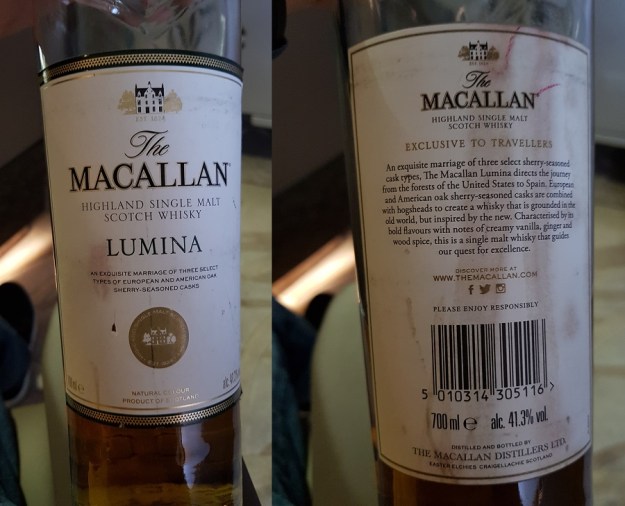 EST. 1824
The
MACALLAN
HIGHLAND SINGLE MALT
SCOTCH WHISKY
LUMINA
AN EXQUISITE MARRIAGE OF THREE SELECT
TYPES OF EUROPEAN AND AMERICAN OAK
SHERRY-SEASONED CASKS
NATURAL COLOUR
PRODUCT OF SCOTLAND
The
MACALLAN
HIGHLAND SINGLE MALT
SCOTCH WHISKY
EXCLUSIVE TO TRAVELLERS
An exquisite marriage of three select sherry-seasoned
cask types, The Macallan Lumina directs the journey
from the forests of the United States to Spain. European
and American oak sherry-seasoned casks are combined
with hogsheads to create a whisky that is grounded in the
old world, but inspired by the new. Characterised by its
bold flavours with notes of creamy vanilla, ginger and
wood spice, this is a single malt whisky that guides
our quest for excellence.
DISCOVER MORE AT
WWW.THEMACALLAN.COM
PLEASE ENJOY RESPONSIBLY
5 010314 305116 >
700 ml e alc. 41.3% vol.
DISTILLED AND BOTTLED BY
THE MACALLAN DISTILLERS LTD.
EASTER ELCHIES CRAIGELLACHIE SCOTLAND